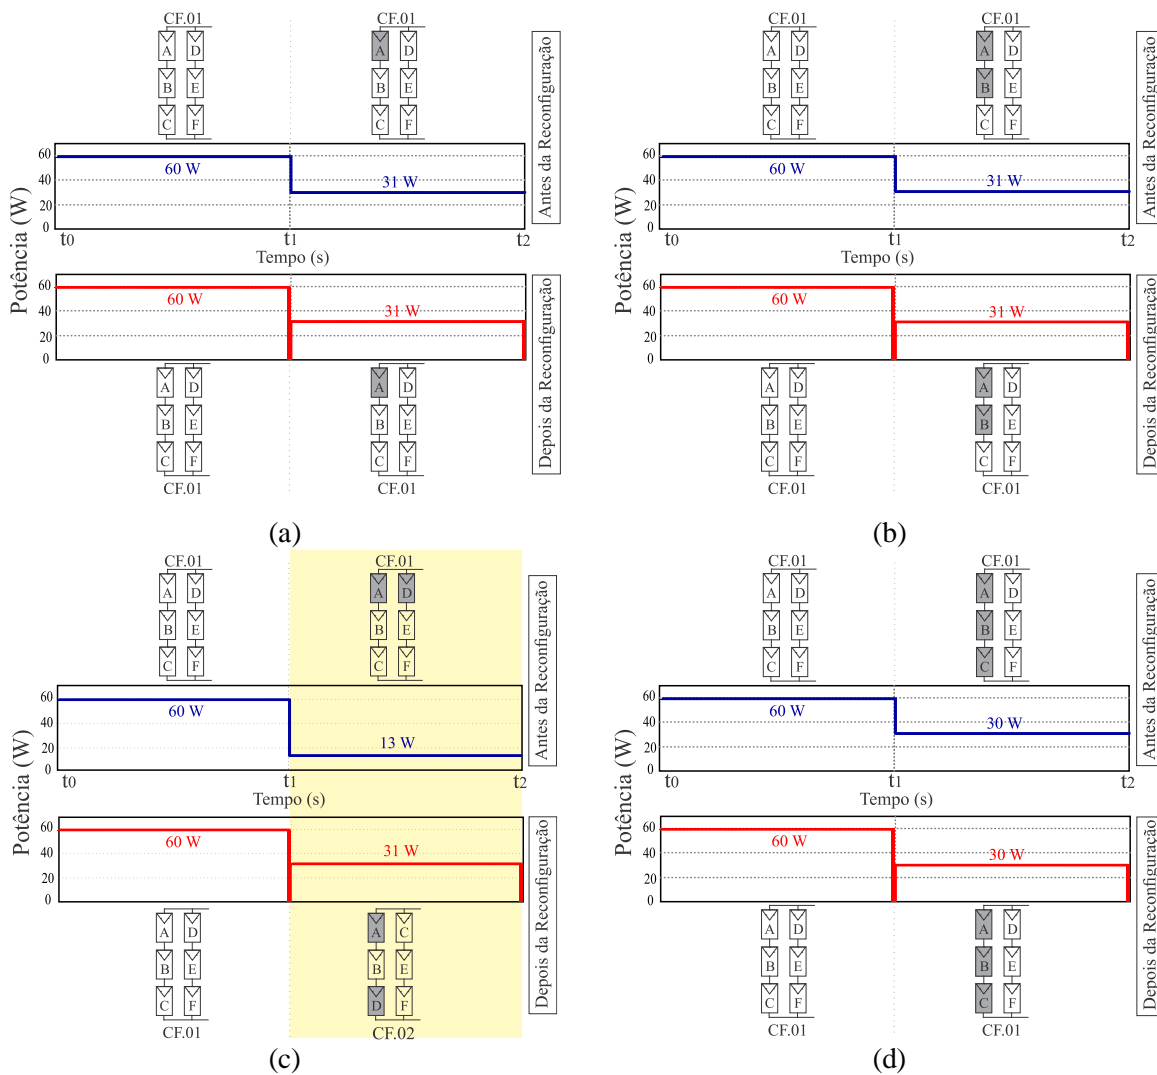 CF.01
CF.01
A D
B E
C F
A D
B E
C F
Antes da Reconfiguração
Potência (W)
60
40
20
0
60 W
31 W
t0
t1
t2
Tempo (s)
60
40
20
0
60 W
31 W
Depois da Reconfiguração
A D
B E
C F
A D
B E
C F
CF.01
CF.01
(a)
CF.01
CF.01
A D
B E
C F
A D
B E
C F
Antes da Reconfiguração
Potência (W)
60
40
20
0
60 W
31 W
t0
t1
t2
Tempo (s)
60
40
20
0
60 W
31 W
Depois da Reconfiguração
A D
B E
C F
A D
B E
C F
CF.01
CF.01
(b)
CF.01
CF.01
A D
B E
C F
A D
B E
C F
Antes da Reconfiguração
Potência (W)
60
40
20
0
60 W
13 W
t0
t1
t2
Tempo (s)
60
40
20
0
60 W
31 W
Depois da Reconfiguração
A D
B E
C F
A C
B E
D F
CF.01
CF.02
(c)
CF.01
CF.01
A D
B E
C F
A D
B E
C F
Antes da Reconfiguração
Potência (W)
60
40
20
0
60 W
30 W
t0
t1
t2
Tempo (s)
60
40
20
0
60 W
30 W
Depois da Reconfiguração
A D
B E
C F
A D
B E
C F
CF.01
CF.01
(d)